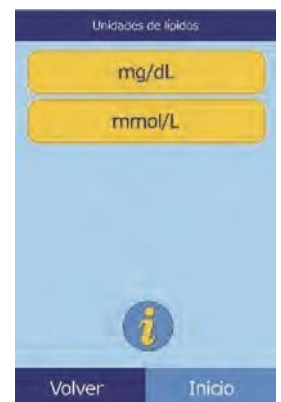 Unidades de lípidos
mg/dL
mmol/L
i
Volver Inicio